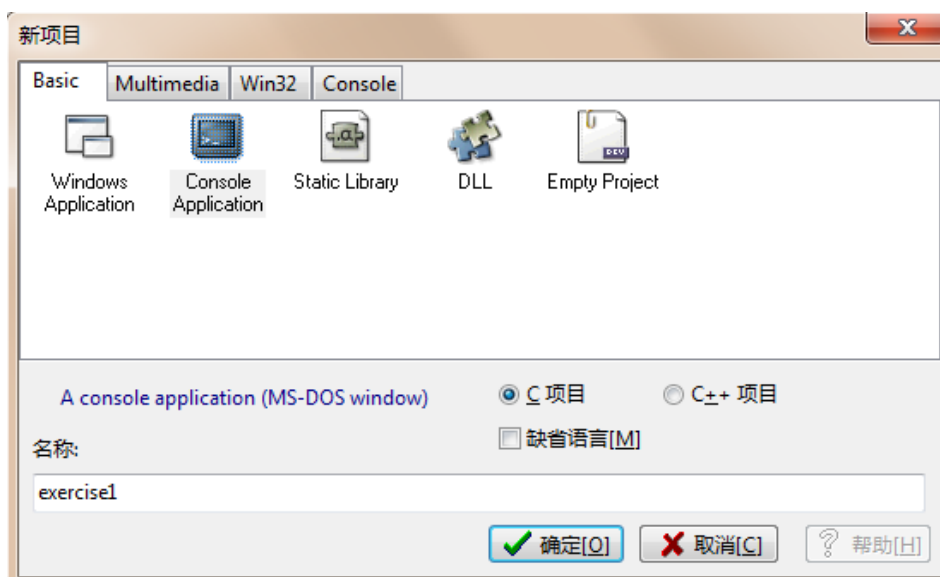 新项目
Basic Multimedia Win32 Console
Windows Application
Console Application
Static Library
DLL
Empty Project
A console application (MS-DOS window)
C 项目 C++ 项目
缺省语言[M]
名称:
exercise1
确定[O] 取消[C] 帮助[H]